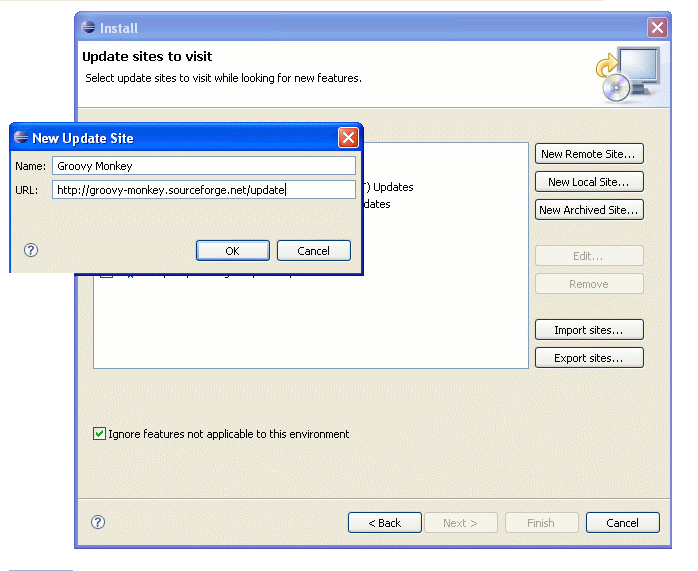 Install
Update sites to visit
Select update sites to visit while looking for new features.
New Update Site
Name: Groovy Monkey
URL: http://groovy-monkey.sourceforge.net/update
OK Cancel
) Updates
dates
New Remote Site...
New Local Site...
New Archived Site...
Edit...
Remove
Import sites...
Export sites...
Ignore features not applicable to this environment
< Back Next > Finish Cancel